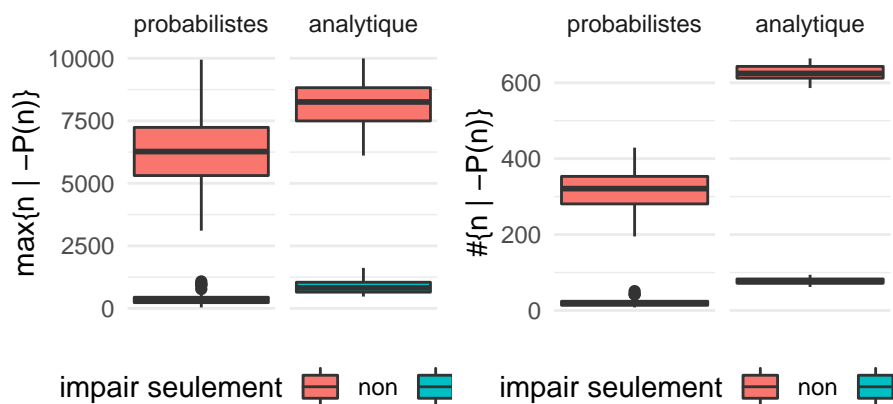 probabilistes analytique
10000
7500
5000
2500
0
max{n | −P(n)}
impair seulement non
probabilistes analytique
600
400
200
0
#{n | −P(n)}
impair seulement non